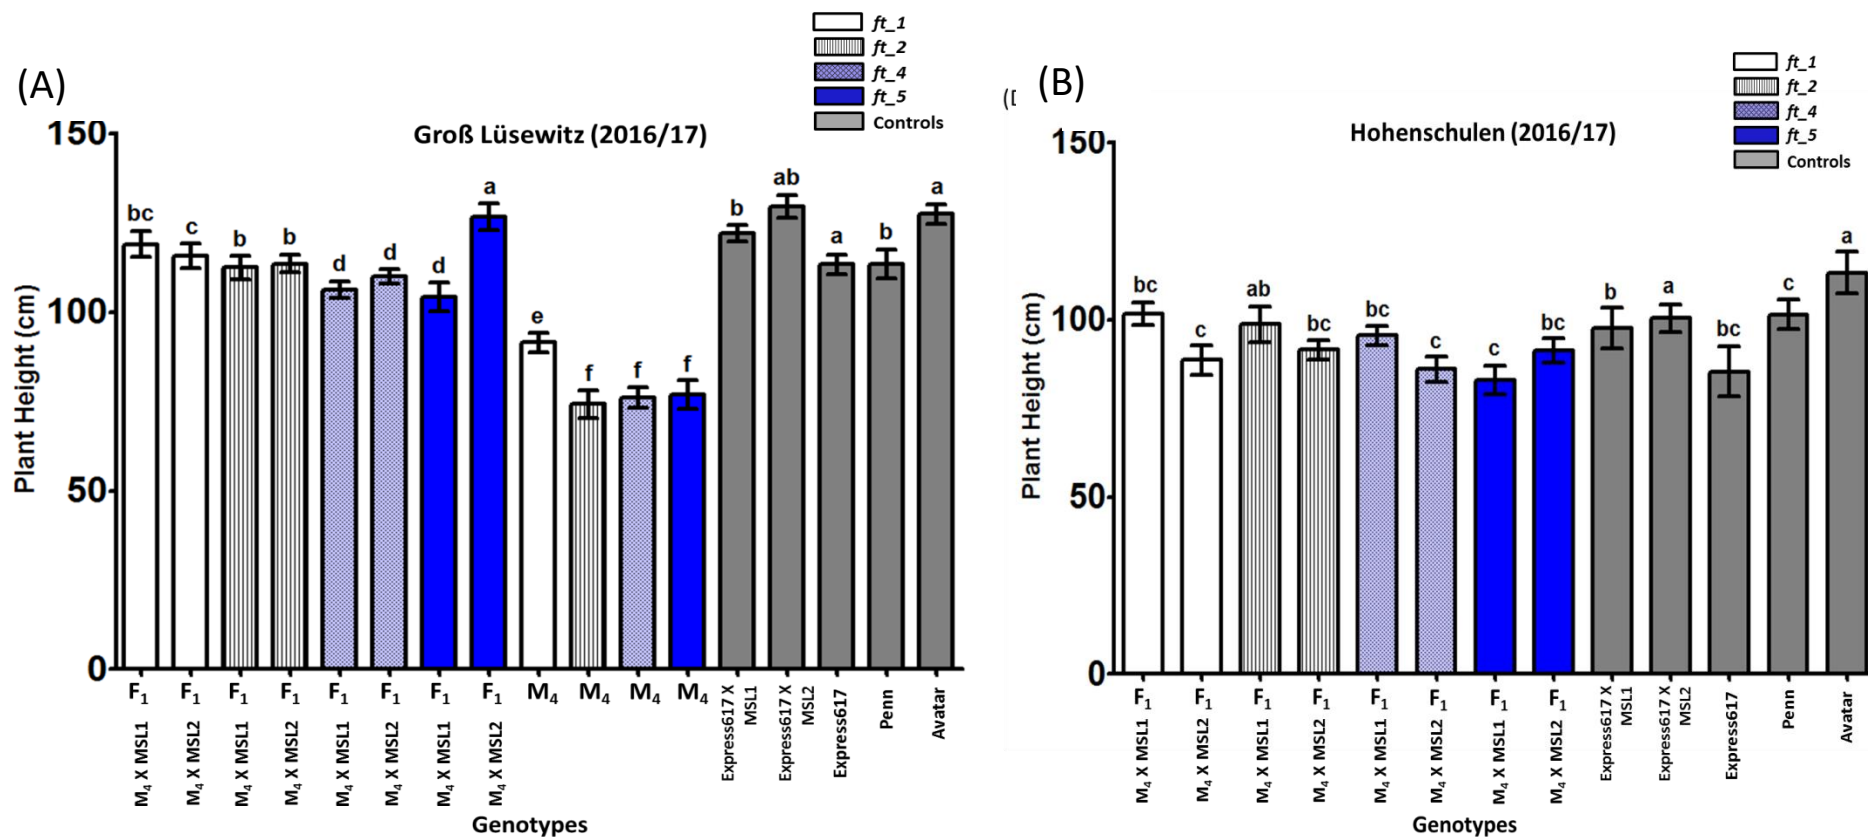 (A)
ft_1
ft_2
ft_4
ft_5
Controls
Groß Lüsewitz (2016/17)
150
100
50
0
Plant Height (cm)
bc
c
b
b
d
d
d
a
e
f
f
f
b
ab
a
b
a
F1
F1
F1
F1
F1
F1
F1
F1
M4
M4
M4
M4
M4 X MSL1
M4 X MSL2
M4 X MSL1
M4 X MSL2
M4 X MSL1
M4 X MSL2
M4 X MSL1
M4 X MSL2
Express617 X
MSL1
Express617 X
MSL2
Express617
Penn
Avatar
Genotypes
(B)
ft_1
ft_2
ft_4
ft_5
Controls
Hohenschulen (2016/17)
150
100
50
0
Plant Height (cm)
bc
c
ab
bc
bc
c
c
bc
b
a
bc
c
a
F1
F1
F1
F1
F1
F1
F1
F1
M4 X MSL1
M4 X MSL2
M4 X MSL1
M4 X MSL2
M4 X MSL1
M4 X MSL2
M4 X MSL1
M4 X MSL2
Express617 X
MSL1
Express617 X
MSL2
Express617
Penn
Avatar
Genotypes